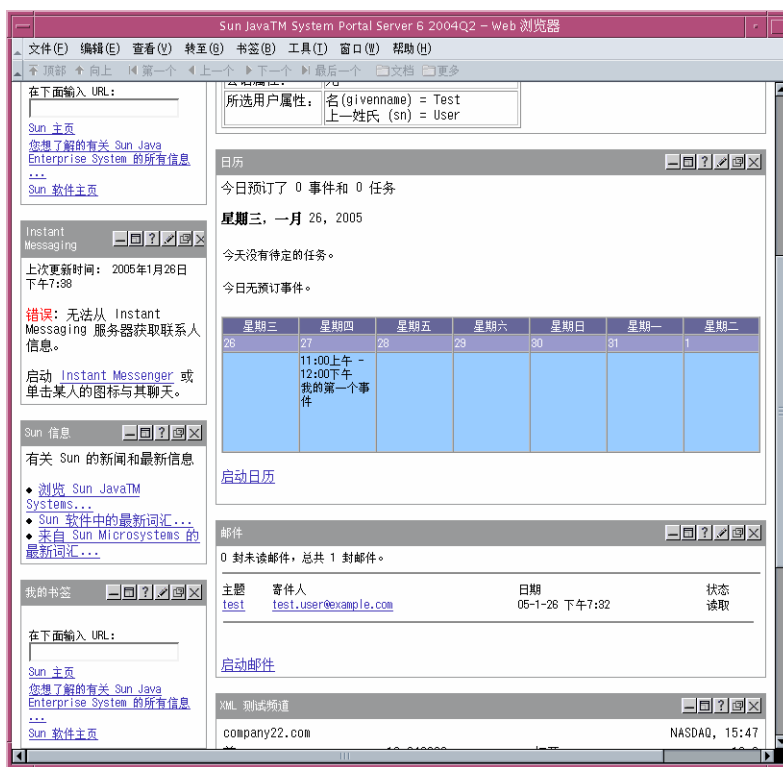 Sun JavaTM System Portal Server 6 2004Q2 – Web 浏览器
文件(F) 编辑(E) 查看(V) 转至(G) 书签(B) 工具(T) 窗口(W) 帮助(H)
顶部 向上 第一个 上一个 下一个 最后一个 文档 更多
在下面输入 URL:
Sun 主页
您想了解的有关 Sun Java
Enterprise System 的所有信息
...
Sun 软件主页
Instant
Messaging
上次更新时间: 2005年1月26日
下午7:38
错误: 无法从 Instant
Messaging 服务器获取联系人
信息。
启动 Instant Messenger 或
单击某人的图标与其聊天。
Sun 信息
有关 Sun 的新闻和最新信息
浏览 Sun JavaTM
Systems...
Sun 软件中的最新词汇...
来自 Sun Microsystems 的
最新词汇...
我的书签
在下面输入 URL:
Sun 主页
您想了解的有关 Sun Java
Enterprise System 的所有信息
...
Sun 软件主页
所选用户属性: 名(givenname) = Test
上一姓氏 (sn) = User
日历
今日预订了 0 事件和 0 任务
星期三, 一月 26, 2005
今天没有待定的任务。
今日无预订事件。
星期三 星期四 星期五 星期六 星期日 星期一 星期二
26 27 28 29 30 31 1
11:00上午 -
12:00下午
我的第一个事
件
启动日历
邮件
0 封未读邮件, 总共 1 封邮件。
主题 寄件人 日期 状态
test test.user@example.com 05-1-26 下午7:32 读取
启动邮件
XML 测试频道
company22.com NASDAQ, 15:47